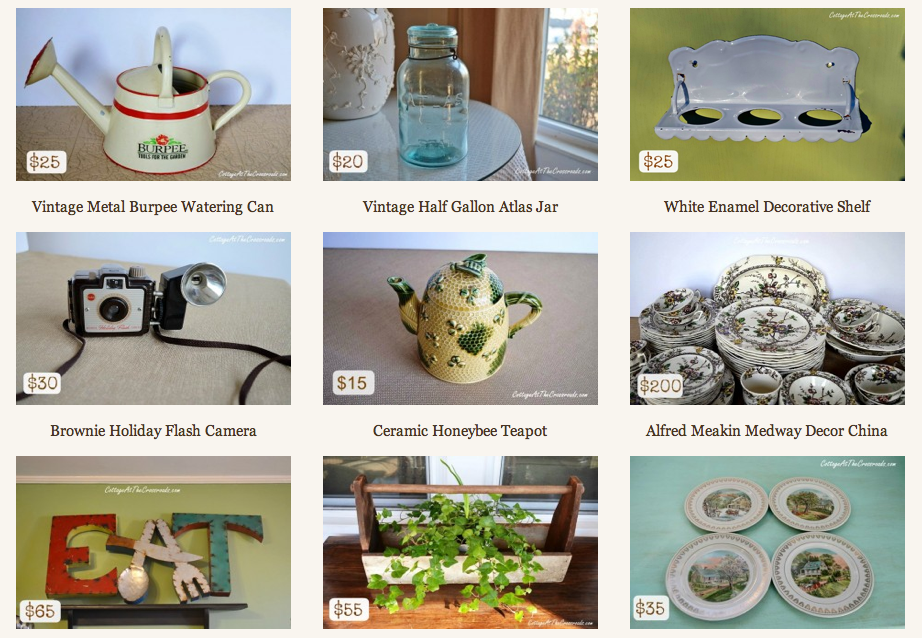 CottageAtTheCrossroads.com
BURPEE
TOOLS FOR THE GARDEN
$25
CottageAtTheCrossroads.com
$20
CottageAtTheCrossroads.com
$25
Vintage Metal Burpee Watering Can
Vintage Half Gallon Atlas Jar
White Enamel Decorative Shelf
CottageAtTheCrossroads.com
CottageAtTheCrossroads.com
Holiday Flash
$30
$15
CottageAtTheCrossroads.com
$200
Brownie Holiday Flash Camera
Ceramic Honeybee Teapot
Alfred Meakin Medway Decor China
CottageAtTheCrossroads.com
CottageAtTheCrossroads.com
EAT
$65
$55
CottageAtTheCrossroads.com
$35